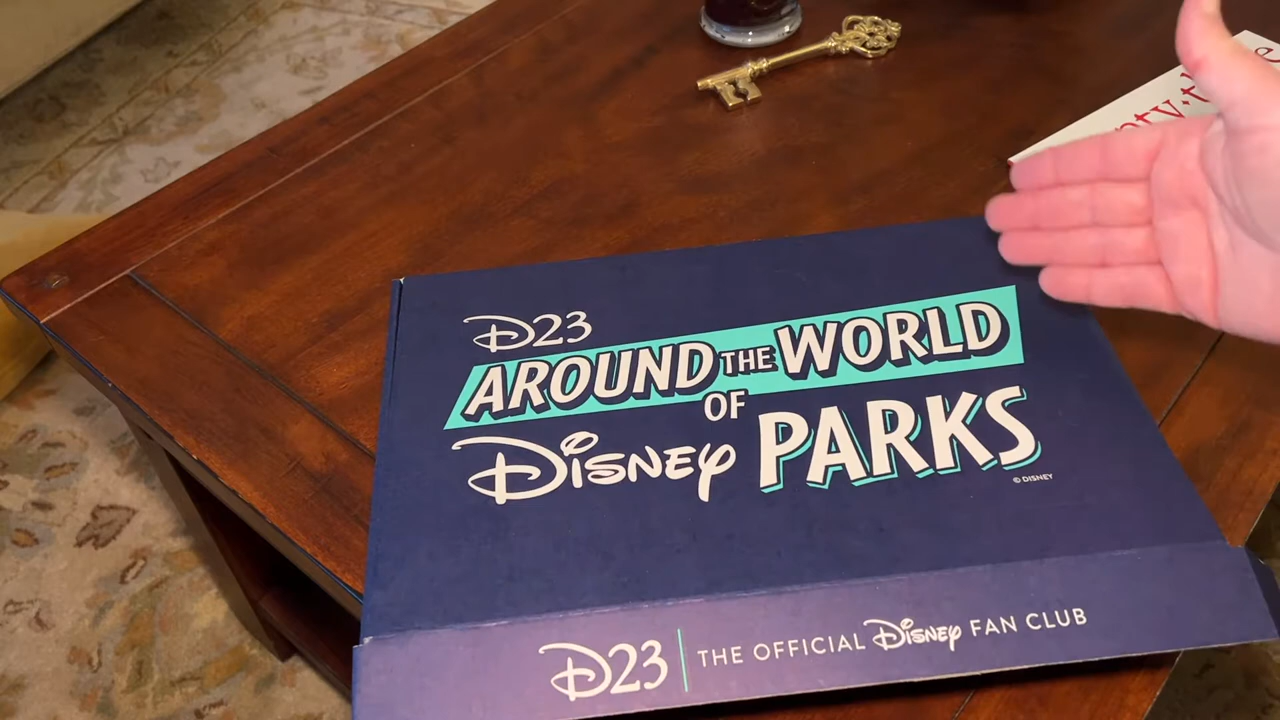 D23
AROUND THE WORLD
OF
DISNEY PARKS
© DISNEY
D23 | THE OFFICIAL DISNEY FAN CLUB